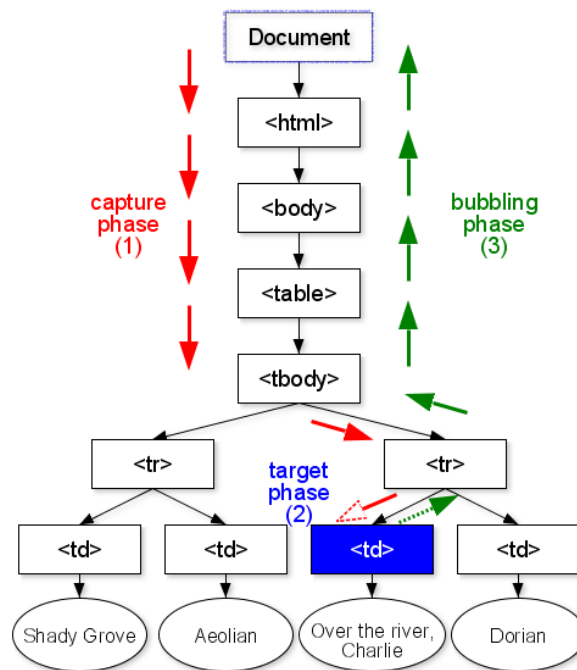 Document
<html>
capture
phase
(1)
<body>
bubbling
phase
(3)
<table>
<tbody>
<tr>
target
phase
(2)
<tr>
<td>
<td>
<td>
<td>
Shady Grove
Aeolian
Over the river,
Charlie
Dorian